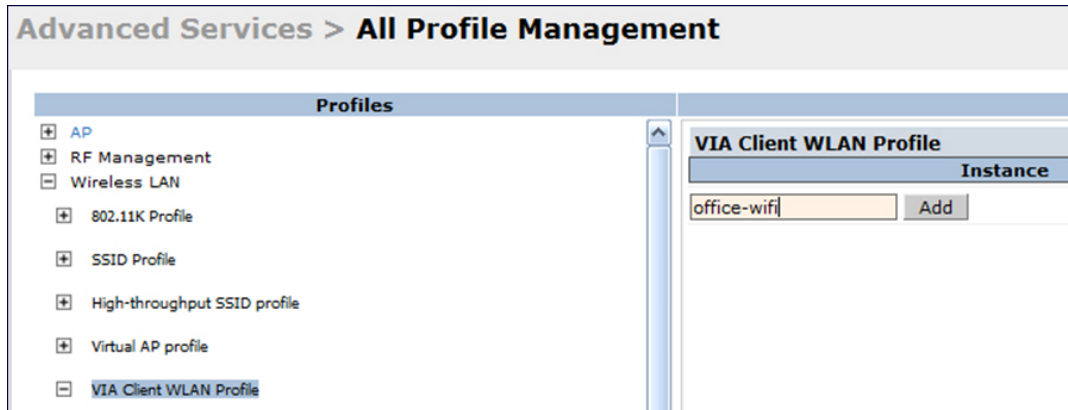 Advanced Services > All Profile Management
Profiles
AP
RF Management
Wireless LAN
802.11K Profile
SSID Profile
High-throughput SSID profile
Virtual AP profile
VIA Client WLAN Profile
VIA Client WLAN Profile
Instance
office-wifi Add